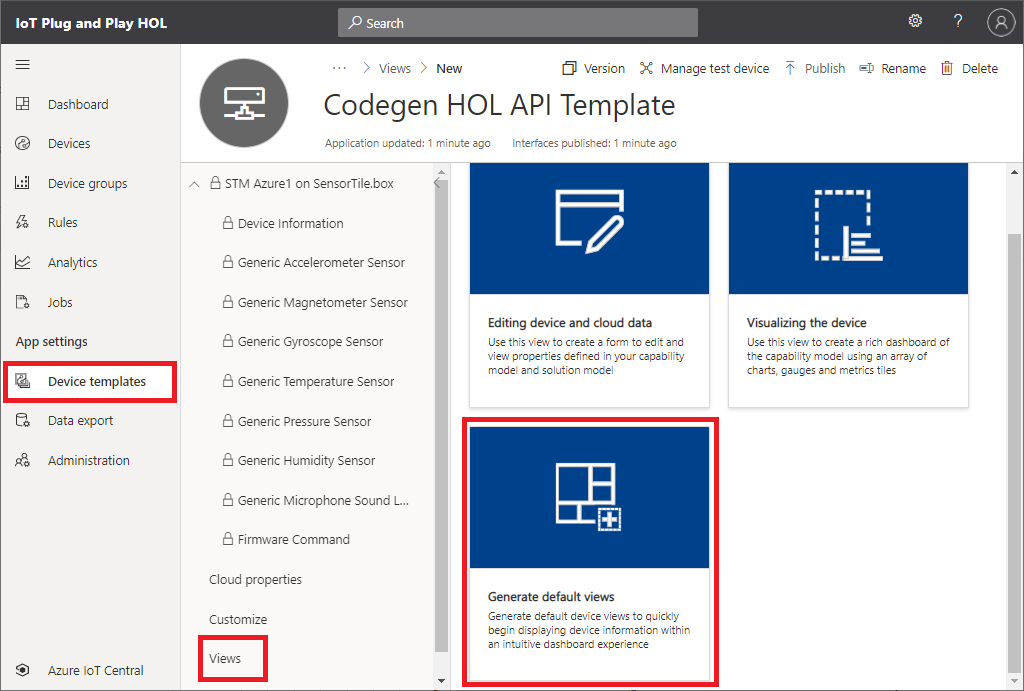 IoT Plug and Play HOL
Search
?
Dashboard
Devices
Device groups
Rules
Analytics
Jobs
App settings
Device templates
Data export
Administration
Azure IoT Central
··· > Views > New
Version
Manage test device
Publish
Rename
Delete
Codegen HOL API Template
Application updated: 1 minute ago
Interfaces published: 1 minute ago
STM Azure1 on SensorTile.box
Device Information
Generic Accelerometer Sensor
Generic Magnetometer Sensor
Generic Gyroscope Sensor
Generic Temperature Sensor
Generic Pressure Sensor
Generic Humidity Sensor
Generic Microphone Sound L...
Firmware Command
Cloud properties
Customize
Views
Editing device and cloud data
Use this view to create a form to edit and
view properties defined in your capability
model and solution model
Visualizing the device
Use this view to create a rich dashboard of
the capability model using an array of
charts, gauges and metrics tiles
Generate default views
Generate default device views to quickly
begin displaying device information within
an intuitive dashboard experience